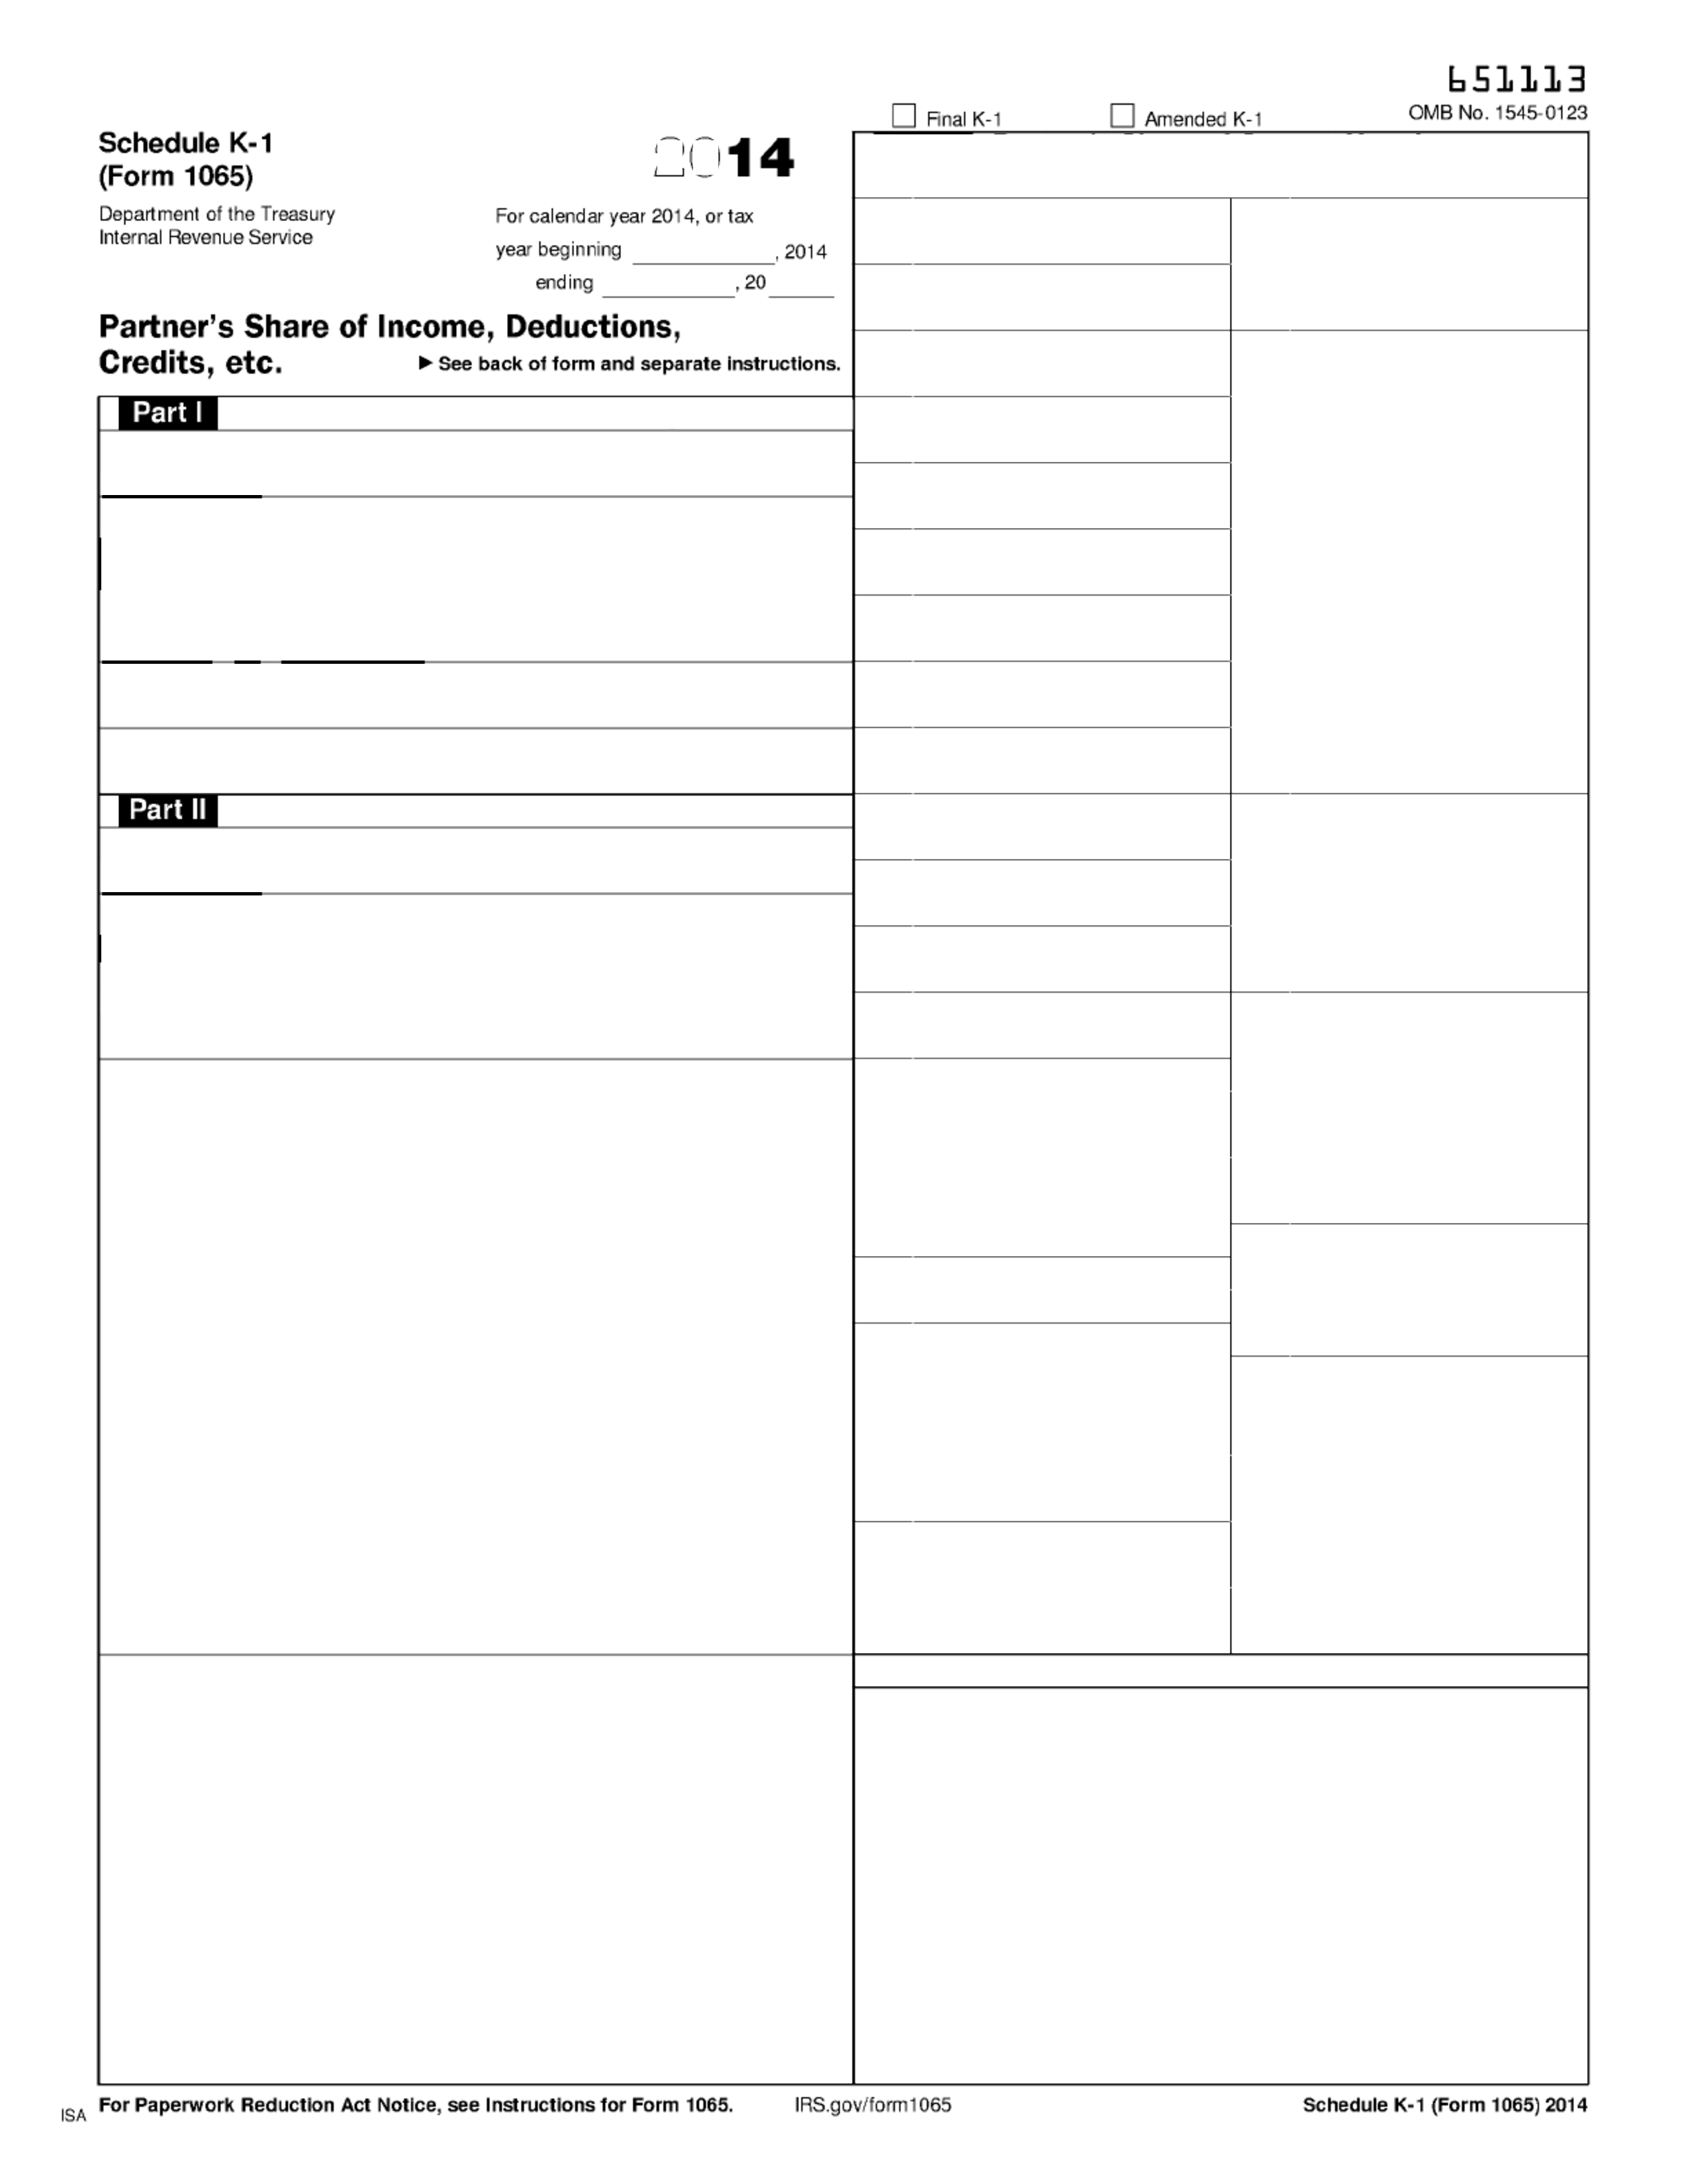 651113
Final K-1 Amended K-1 OMB No. 1545-0123
Schedule K-1
(Form 1065)
2014
Department of the Treasury
Internal Revenue Service
For calendar year 2014, or tax
year beginning , 2014
ending , 20
Partner's Share of Income, Deductions,
Credits, etc. ▶ See back of form and separate instructions.
Part I
Part II
ISA For Paperwork Reduction Act Notice, see Instructions for Form 1065. IRS.gov/form1065 Schedule K-1 (Form 1065) 2014